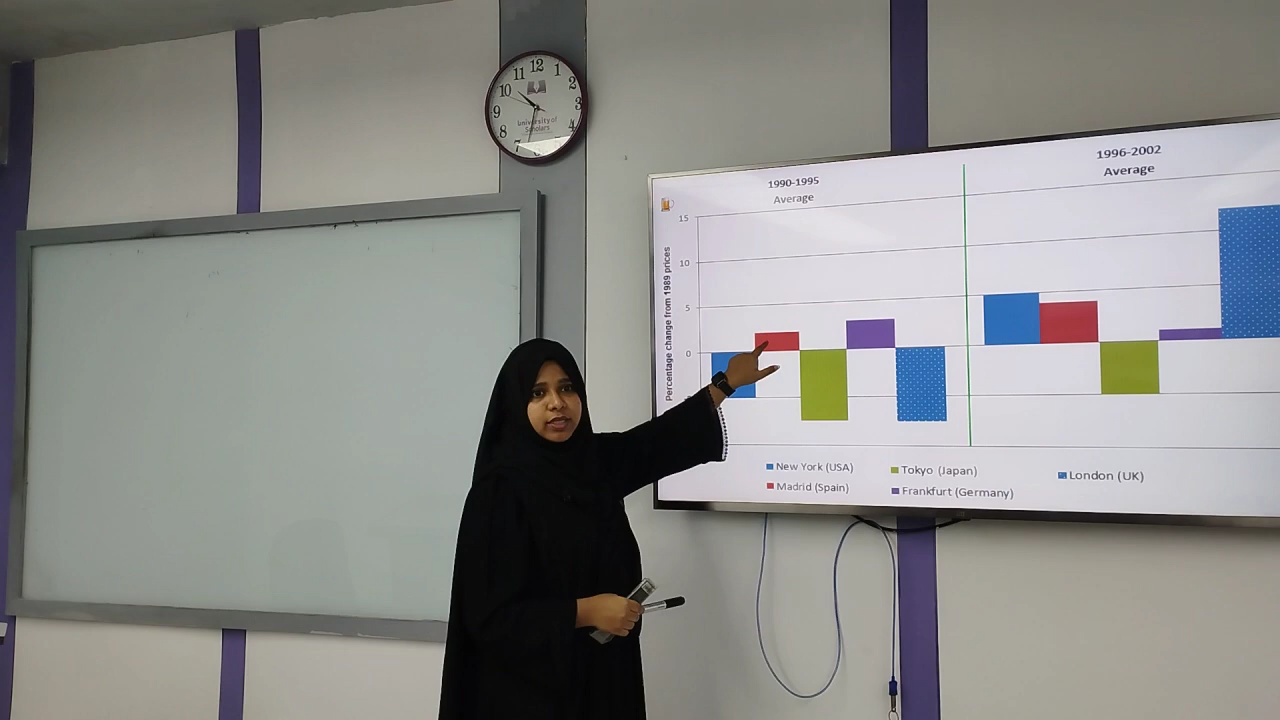 12
11
1
10
2
9
3
8
4
7
University of
Scholars
1990-1995
Average
1996-2002
Average
15
10
5
0
Percentage change from 1989 prices
New York (USA)
Tokyo (Japan)
London (UK)
Madrid (Spain)
Frankfurt (Germany)